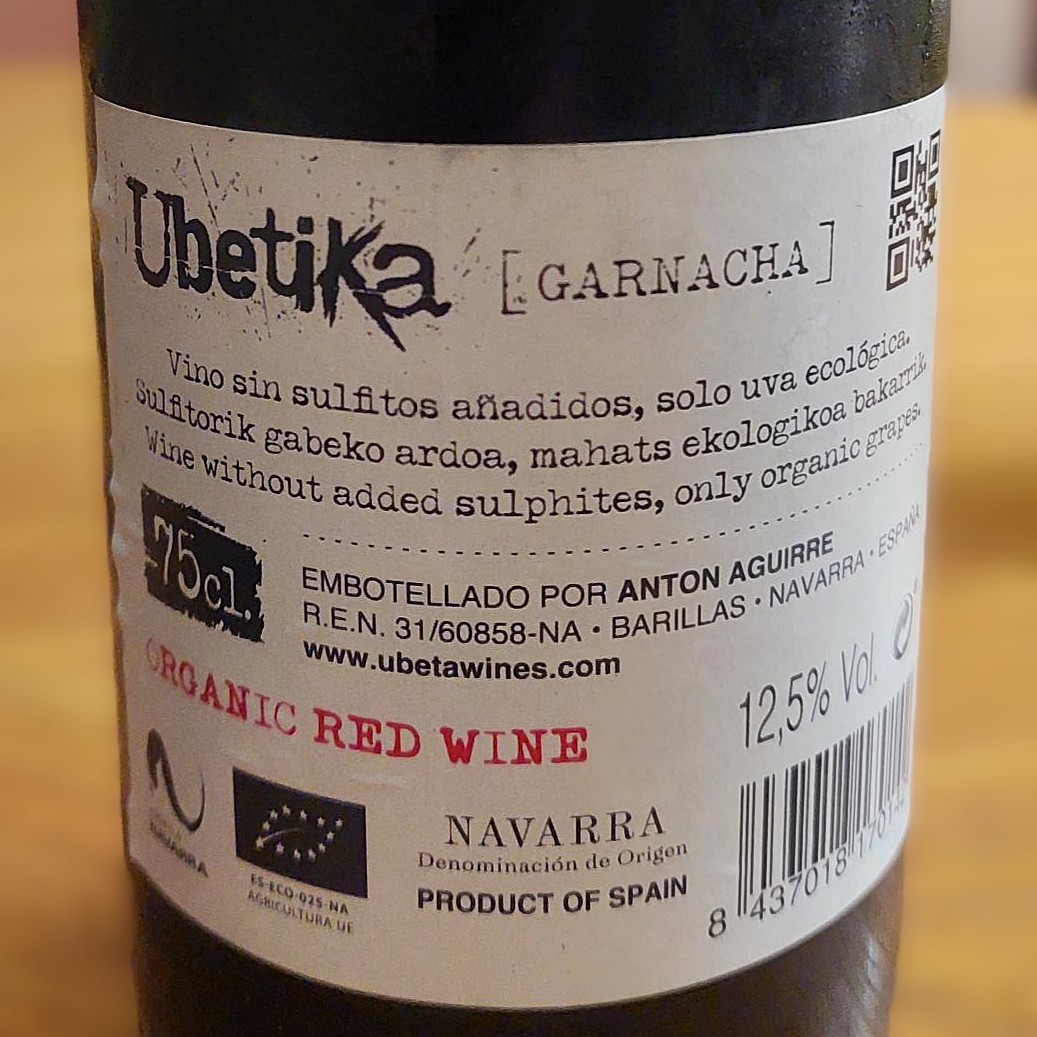 Ubetika [GARNACHA]
Vino sin sulfitos añadidos, solo uva ecológica.
Sulfitorik gabeko ardoa, mahats ekologikoa bakarrik.
Wine without added sulphites, only organic grapes.
75cl.
EMBOTELLADO POR ANTON AGUIRRE
R.E.N. 31/60858-NA • BARILLAS • NAVARRA • ESPAÑA
www.ubetawines.com
ORGANIC RED WINE
12,5% Vol.
NAVARRA
ES-ECO-025-NA
AGRICULTURA UE
NAVARRA
Denominación de Origen
PRODUCT OF SPAIN
8 437018